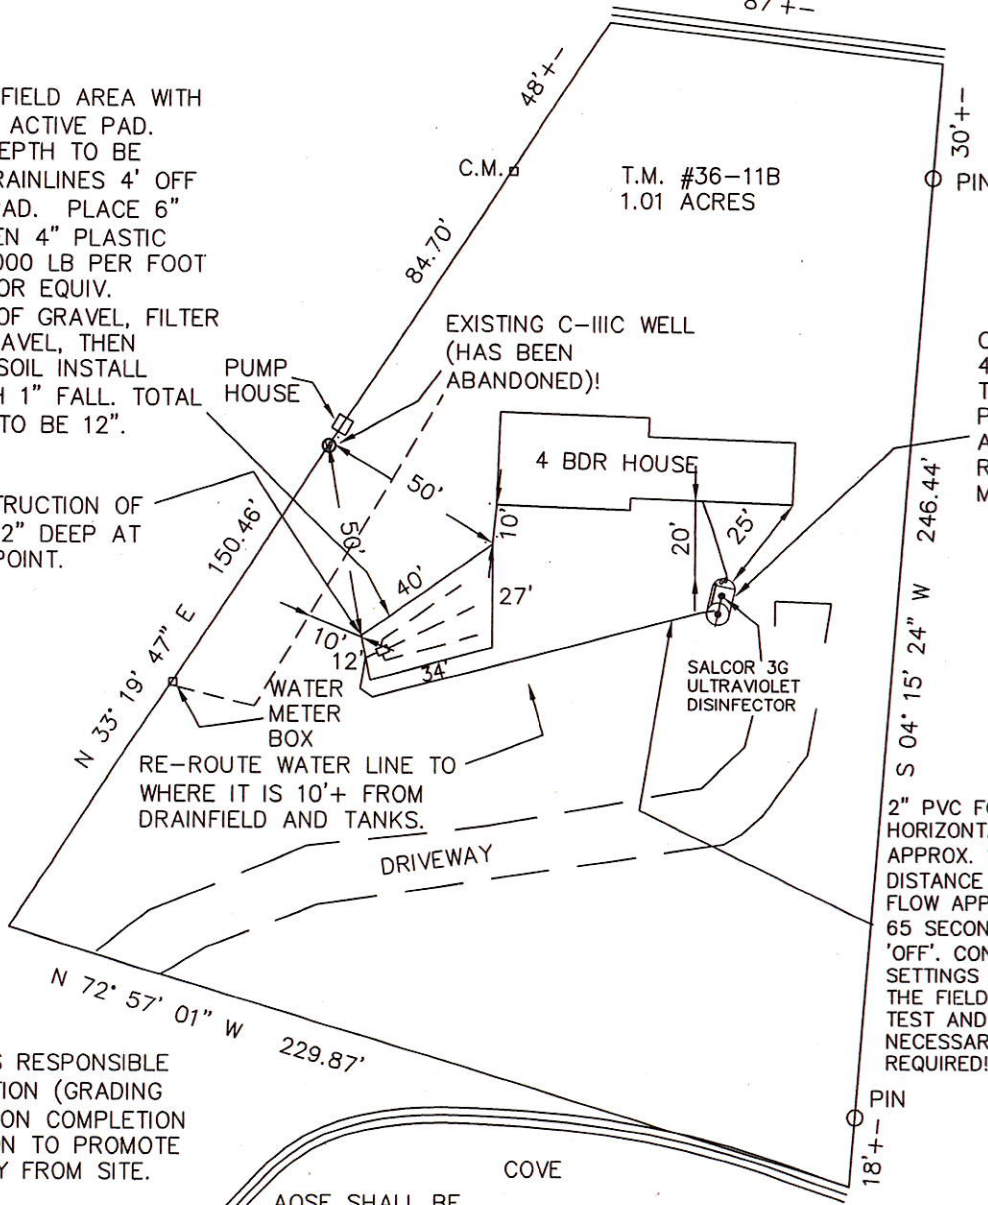 87'+-
48'+-
30'+-
PIN
C.M.
T.M. #36-11B
1.01 ACRES
FIELD AREA WITH
ACTIVE PAD.
EPTH TO BE
RAINLINES 4' OFF
PAD. PLACE 6"
EN 4" PLASTIC
000 LB PER FOOT
OR EQUIV.
OF GRAVEL, FILTER
AVEL, THEN
SOIL INSTALL
H 1" FALL. TOTAL
TO BE 12".
84.70'
EXISTING C-IIIC WELL
(HAS BEEN
ABANDONED)!
PUMP
HOUSE
4 BDR HOUSE
50'
50'
10'
20'
25'
246.44'
TRUCTION OF
2" DEEP AT
POINT.
150.46'
40'
27'
10'
12'
34'
N 33° 19' 47" E
SALCOR 3G
ULTRAVIOLET
DISINFECTOR
WATER
METER
BOX
S 04° 15' 24" W
RE-ROUTE WATER LINE TO
WHERE IT IS 10'+ FROM
DRAINFIELD AND TANKS.
DRIVEWAY
2" PVC FO
HORIZONTA
APPROX.
DISTANCE
FLOW APP
65 SECON
'OFF'. CON
SETTINGS
THE FIELD
TEST AND
NECESSAR
REQUIRED!
N 72° 57' 01" W 229.87'
S RESPONSIBLE
TION (GRADING
ON COMPLETION
ON TO PROMOTE
Y FROM SITE.
PIN
18'+-
COVE
AOSE SHALL BE